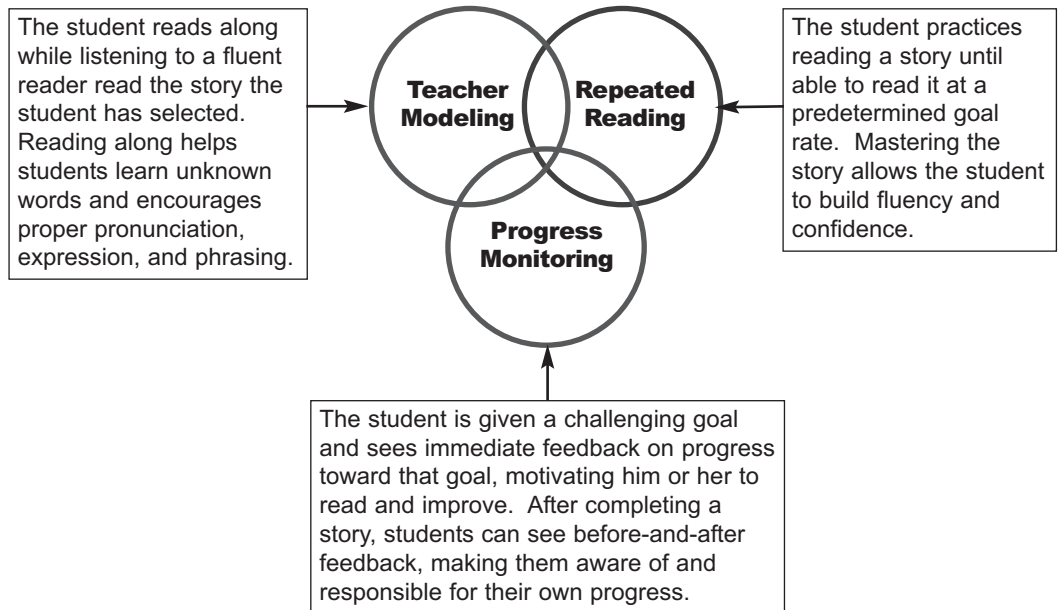 The student reads along
while listening to a fluent
reader read the story the
student has selected.
Reading along helps
students learn unknown
words and encourages
proper pronunciation,
expression, and phrasing.
Teacher
Modeling
Repeated
Reading
The student practices
reading a story until
able to read it at a
predetermined goal
rate.  Mastering the
story allows the student
to build fluency and
confidence.
Progress
Monitoring
The student is given a challenging goal
and sees immediate feedback on progress
toward that goal, motivating him or her to
read and improve.  After completing a
story, students can see before-and-after
feedback, making them aware of and
responsible for their own progress.